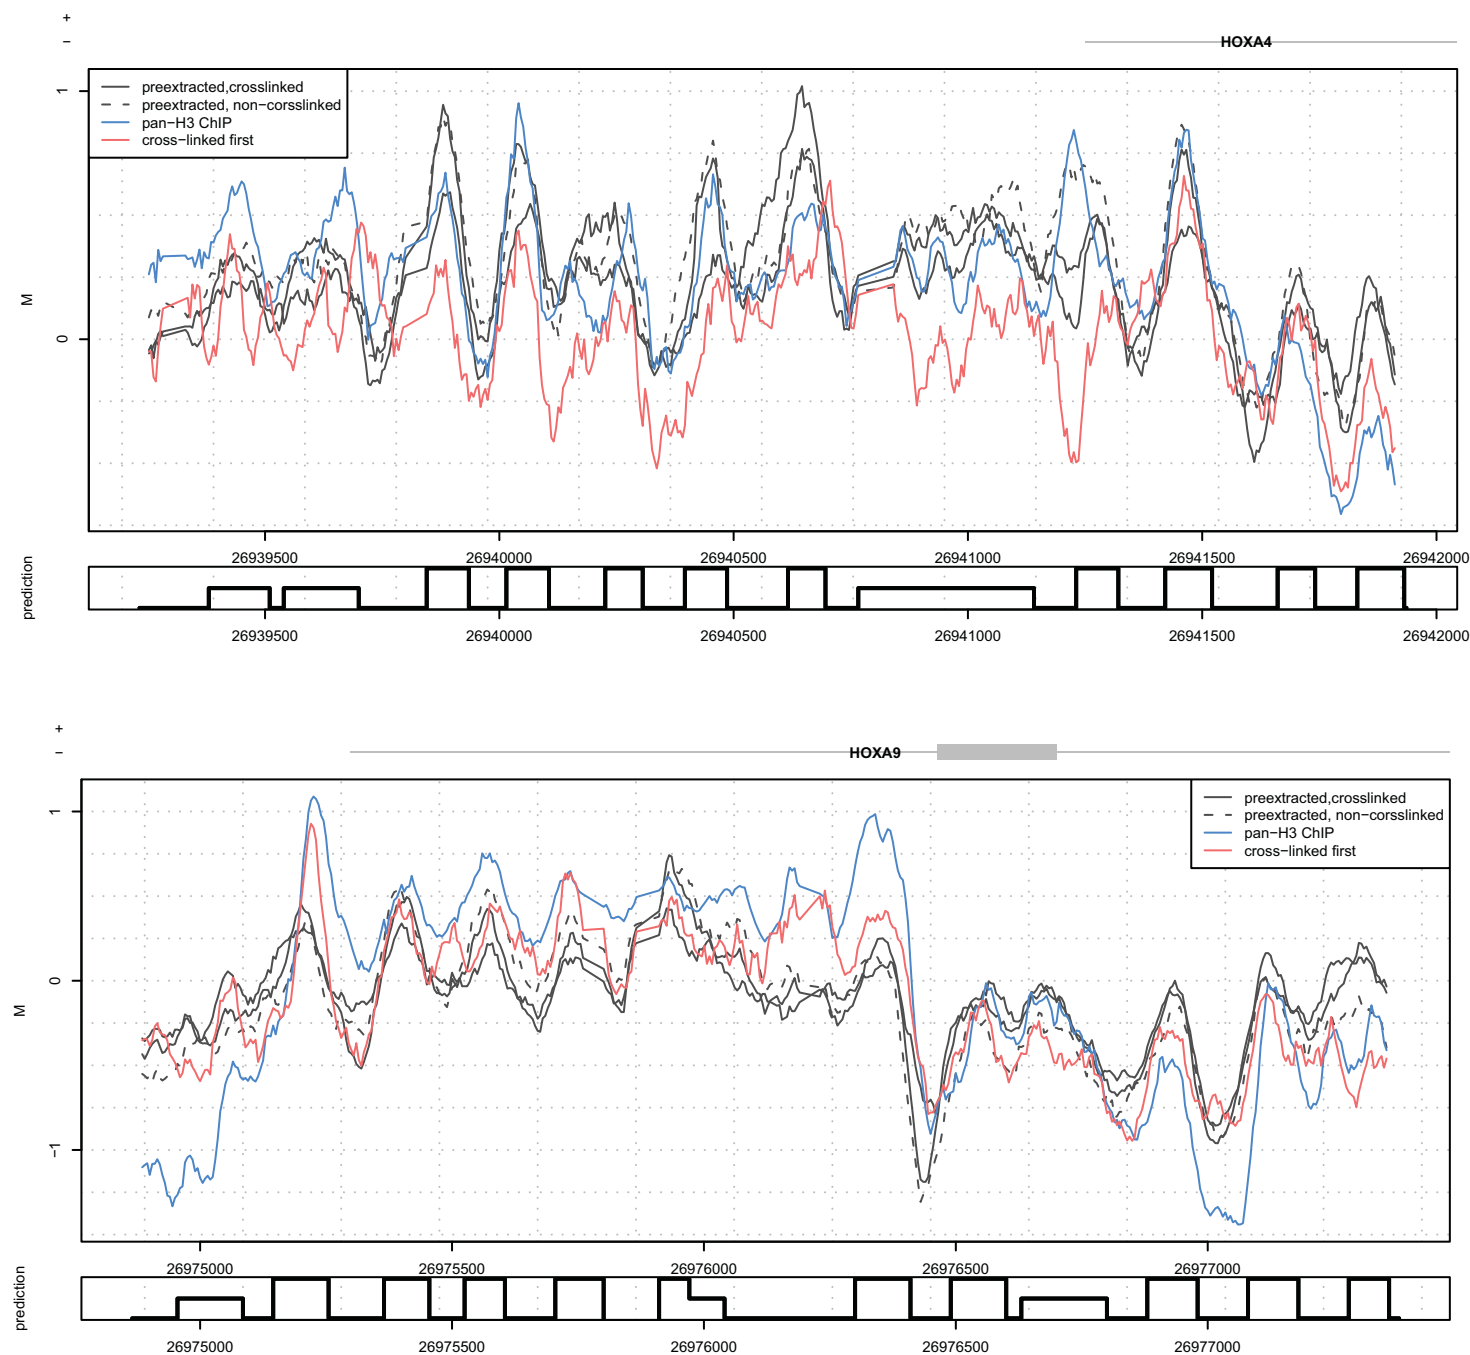 +
−
HOXA4
preextracted,crosslinked
preextracted, non−corsslinked
pan−H3 ChIP
cross−linked first
1
0
M
26939500 26940000 26940500 26941000 26941500 26942000
prediction
26939500 26940000 26940500 26941000 26941500 26942000
+
−
HOXA9
preextracted,crosslinked
preextracted, non−corsslinked
pan−H3 ChIP
cross−linked first
1
0
−1
M
26975000 26975500 26976000 26976500 26977000
prediction
26975000 26975500 26976000 26976500 26977000